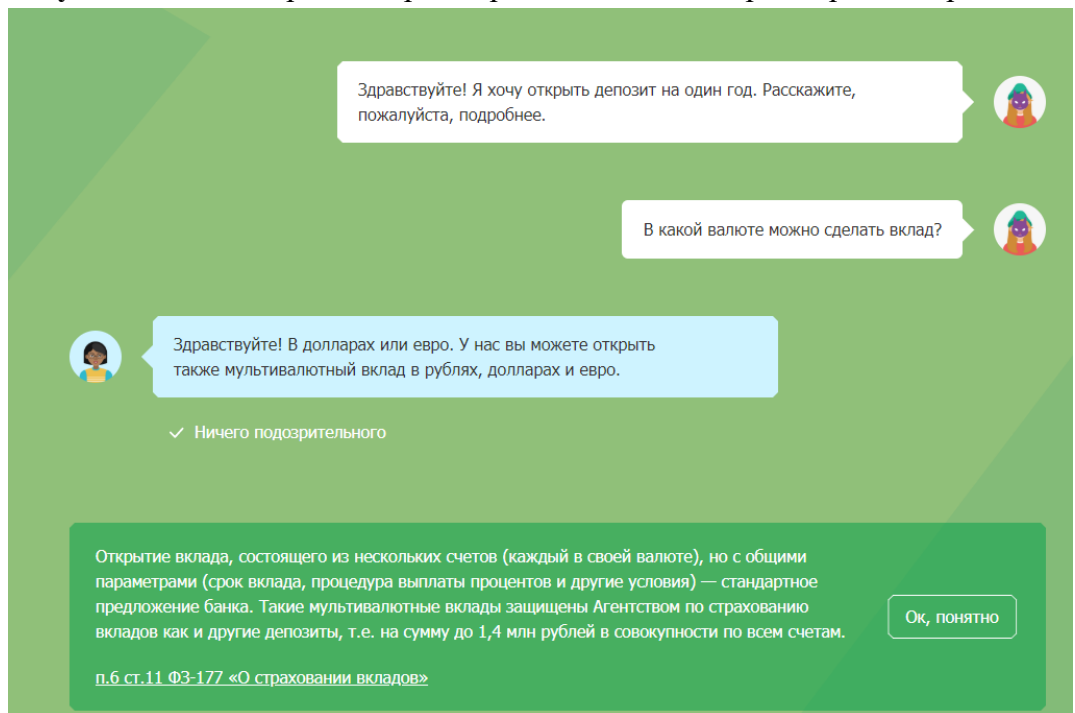 Здравствуйте! Я хочу открыть депозит на один год. Расскажите,
пожалуйста, подробнее.
В какой валюте можно сделать вклад?
Здравствуйте! В долларах или евро. У нас вы можете открыть
также мультивалютный вклад в рублях, долларах и евро.
Ничего подозрительного
Открытие вклада, состоящего из нескольких счетов (каждый в своей валюте), но с общими
параметрами (срок вклада, процедура выплаты процентов и другие условия) — стандартное
предложение банка. Такие мультивалютные вклады защищены Агентством по страхованию
вкладов как и другие депозиты, т.е. на сумму до 1,4 млн рублей в совокупности по всем счетам.
Ок, понятно
п.6 ст.11 ФЗ-177 «О страховании вкладов»